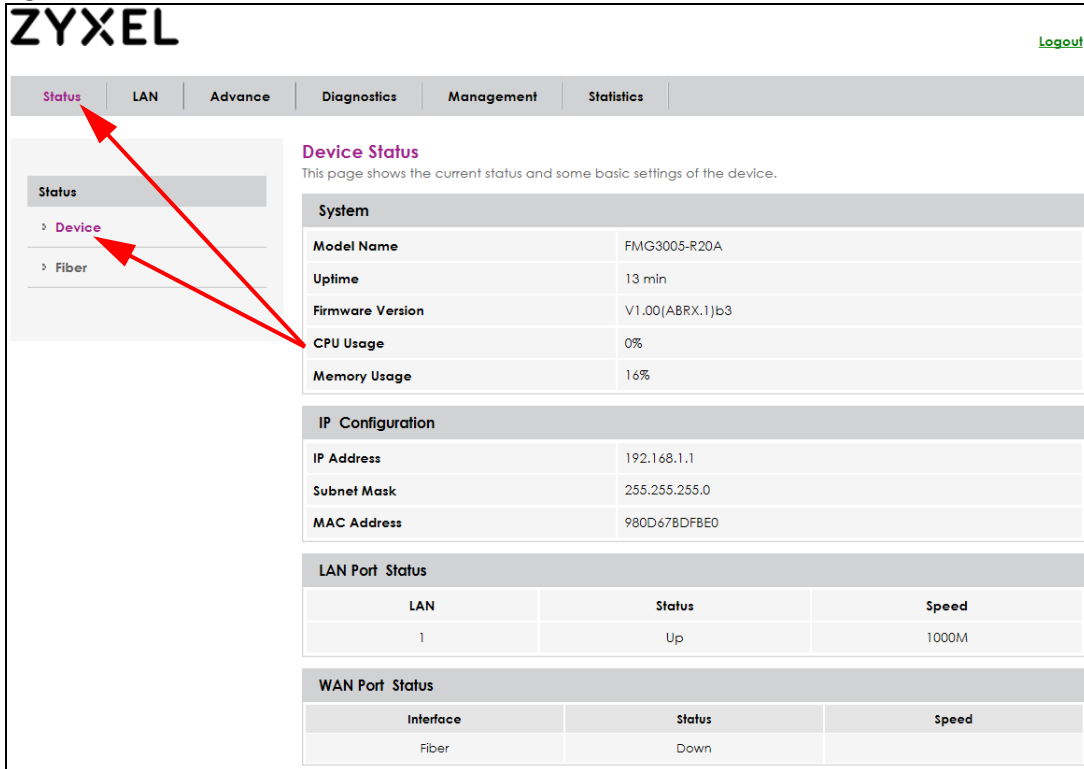 ZYXEL
Logout
Status LAN Advance Diagnostics Management Statistics
Status
Device
Fiber
Device Status
This page shows the current status and some basic settings of the device.
System
Model Name FMG3005-R20A
Uptime 13 min
Firmware Version V1.00(ABRX.1)b3
CPU Usage 0%
Memory Usage 16%
IP Configuration
IP Address 192.168.1.1
Subnet Mask 255.255.255.0
MAC Address 980D67BDFBE0
LAN Port Status
LAN Status Speed
1 Up 1000M
WAN Port Status
Interface Status Speed
Fiber Down